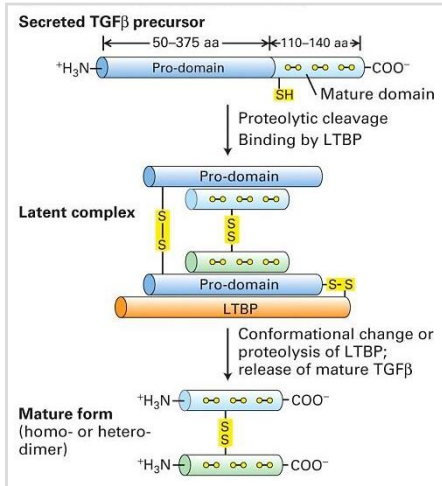 Secreted TGFβ precursor
50–375 aa
110–140 aa
⁺H₃N
Pro-domain
COO⁻
SH
Mature domain
Proteolytic cleavage
Binding by LTBP
Pro-domain
Latent complex
S
S
S
S
Pro-domain
S-S
LTBP
Conformational change or
proteolysis of LTBP;
release of mature TGFβ
⁺H₃N
COO⁻
Mature form
(homo- or hetero-
dimer)
S
S
⁺H₃N
COO⁻